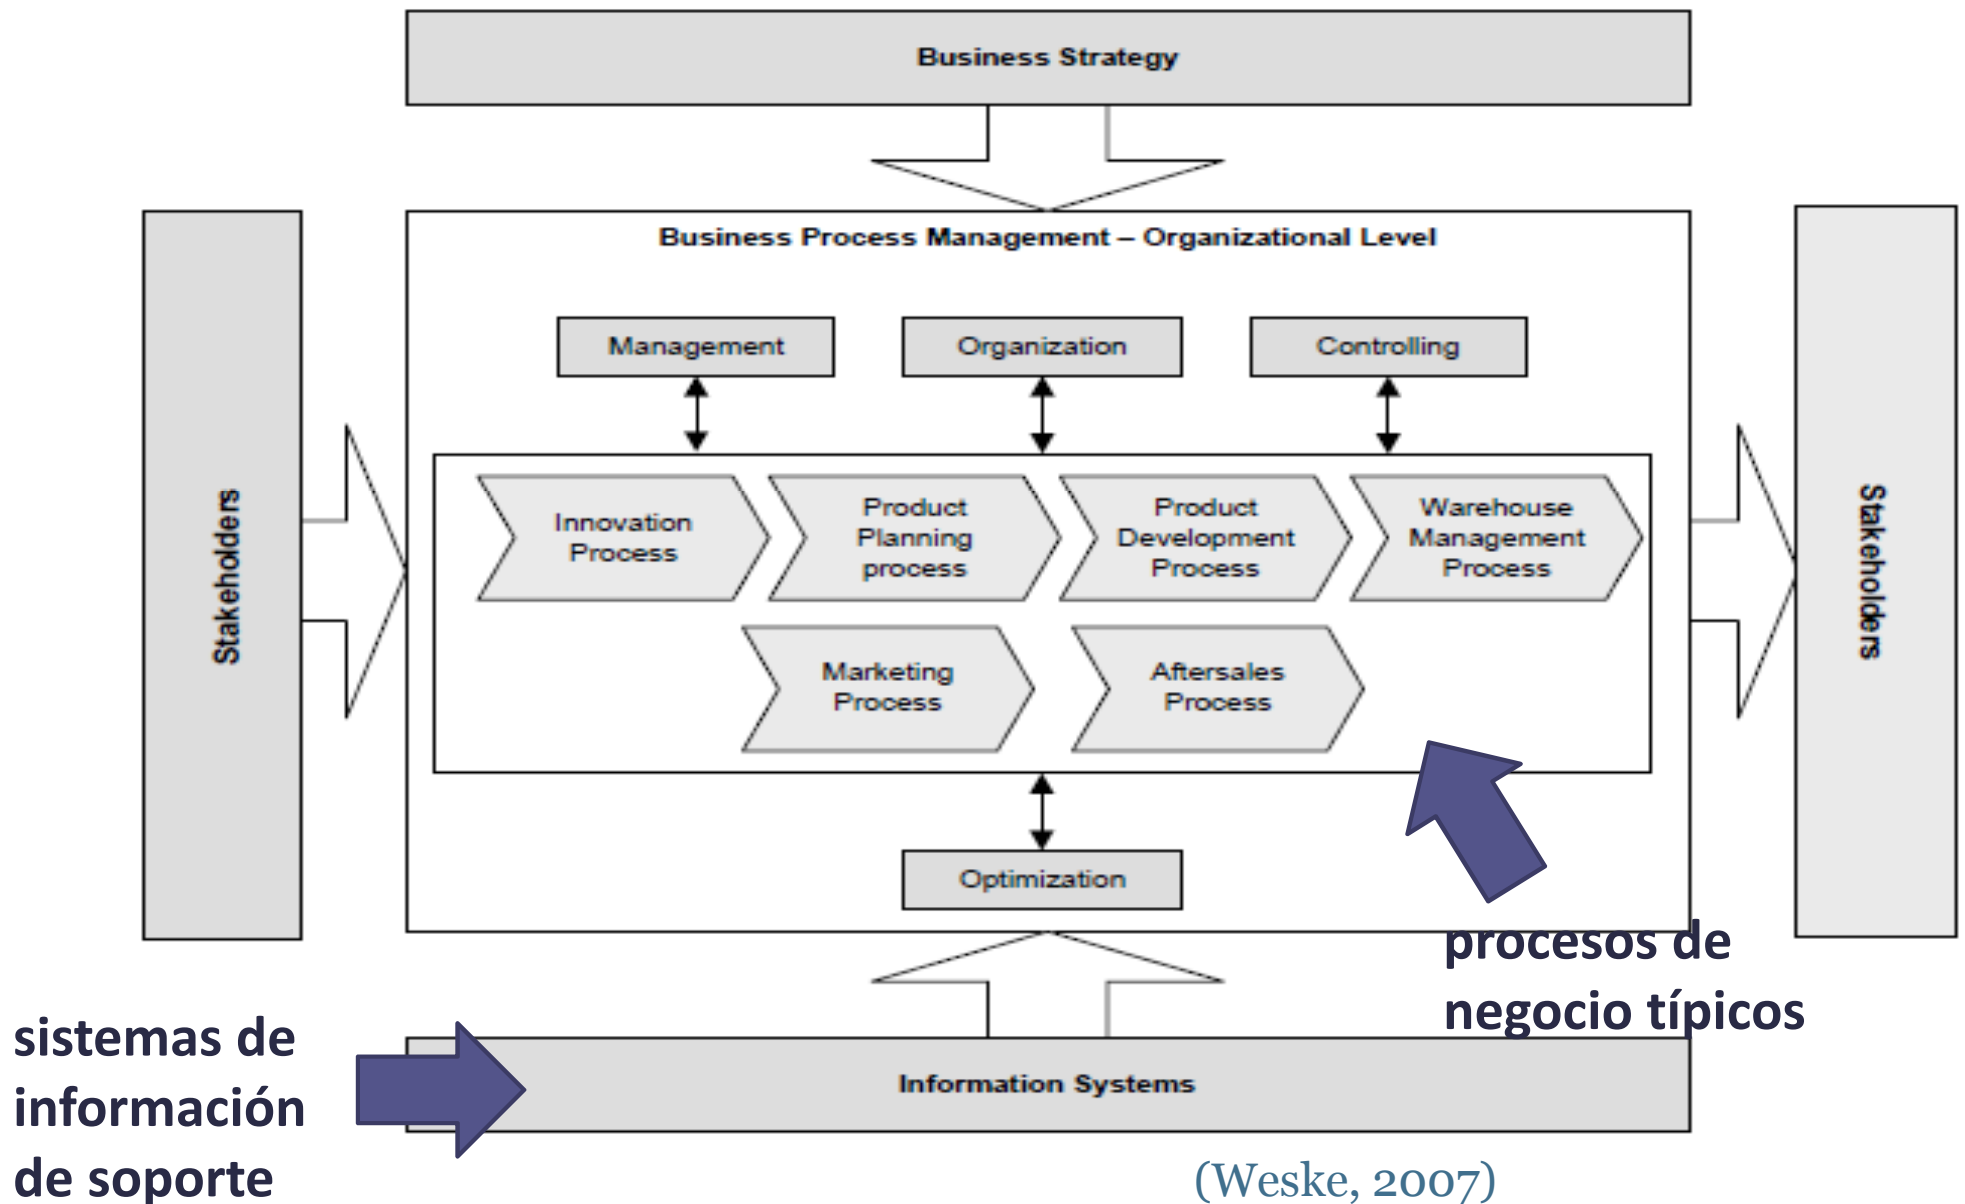 Business Strategy
Business Process Management – Organizational Level
Management
Organization
Controlling
Stakeholders
Innovation
Process
Product
Planning
process
Product
Development
Process
Warehouse
Management
Process
Stakeholders
Marketing
Process
Aftersales
Process
Optimization
procesos de
negocio típicos
sistemas de
información
de soporte
Information Systems
(Weske, 2007)